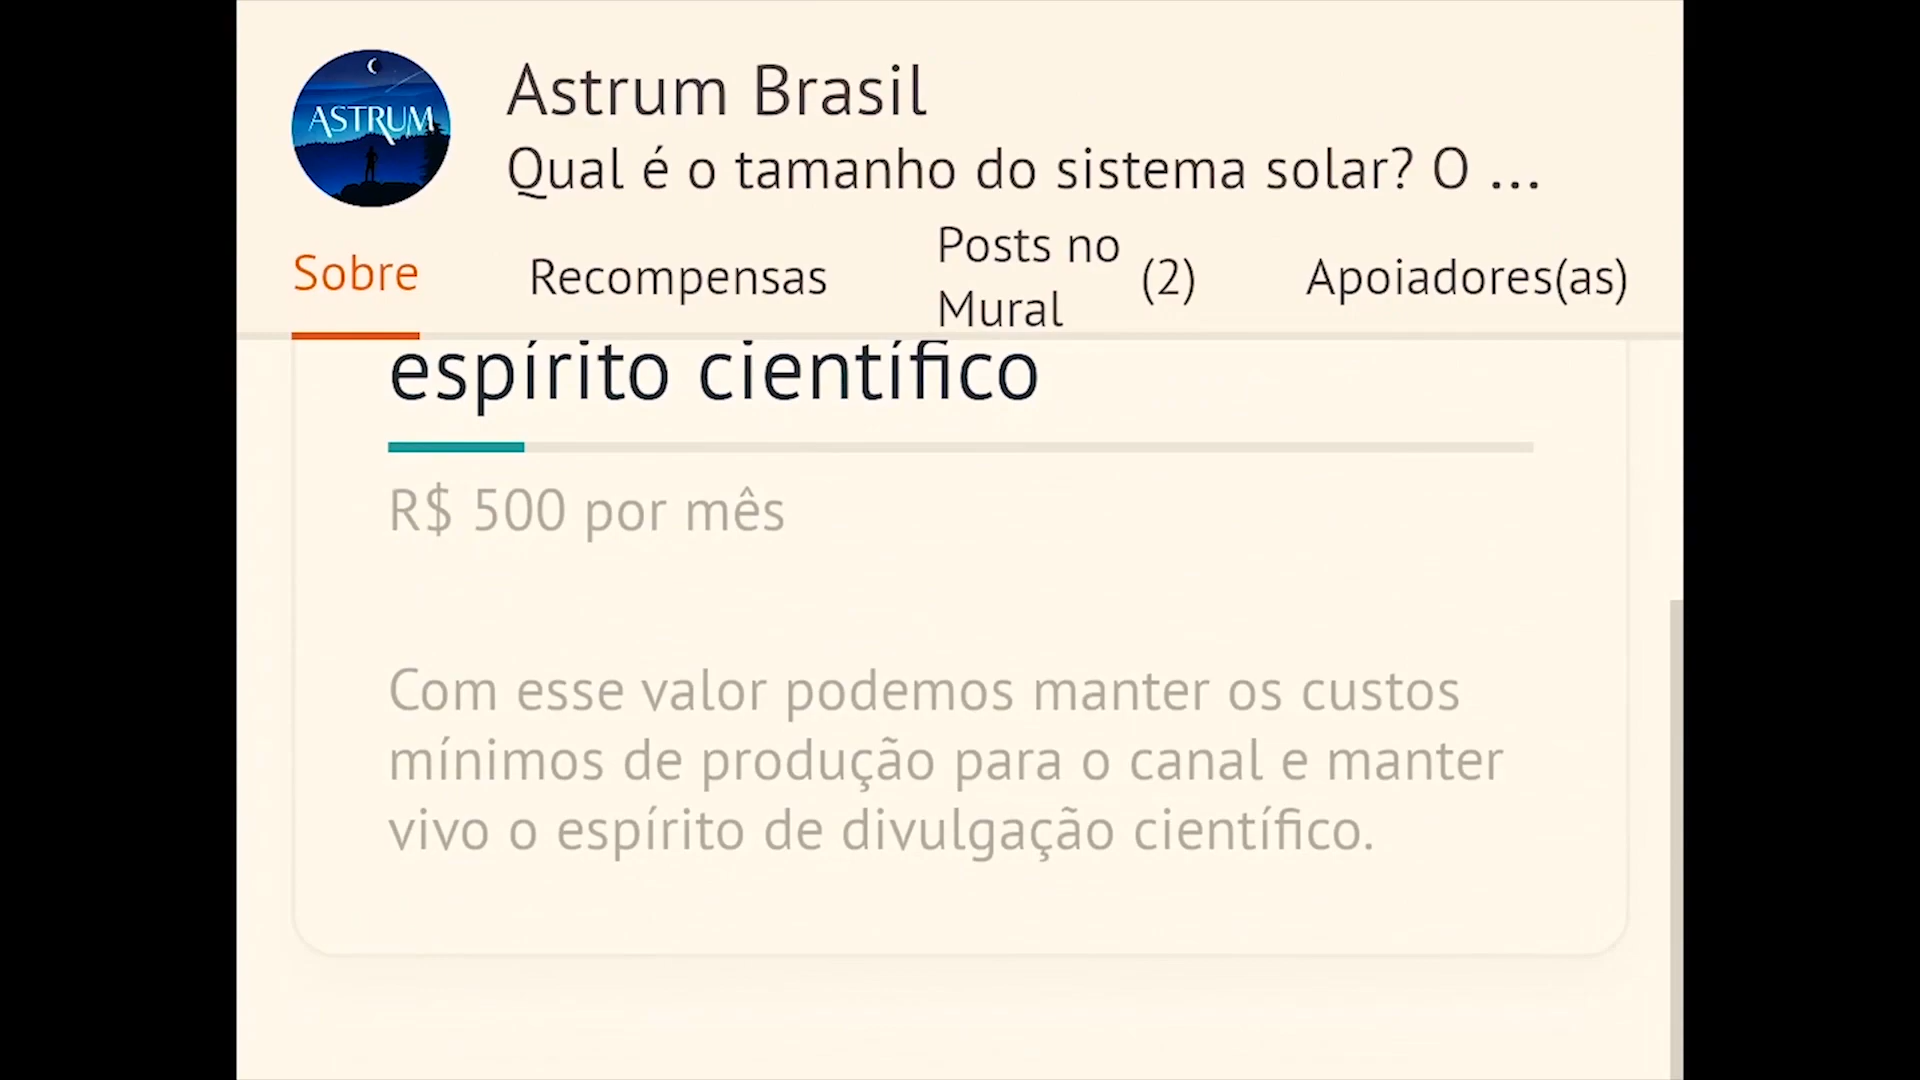 ASTRUM
Astrum Brasil
Qual é o tamanho do sistema solar? O ...
Sobre
Recompensas
Posts no
Mural
(2)
Apoiadores(as)
espírito científico
R$ 500 por mês
Com esse valor podemos manter os custos
mínimos de produção para o canal e manter
vivo o espírito de divulgação científico.